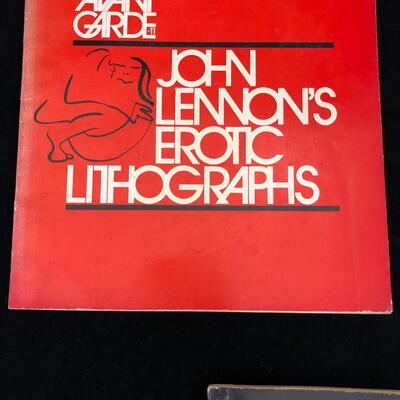 AVANT
GARDE #11
JOHN
LENNON'S
EROTIC
LITHOGRAPHS